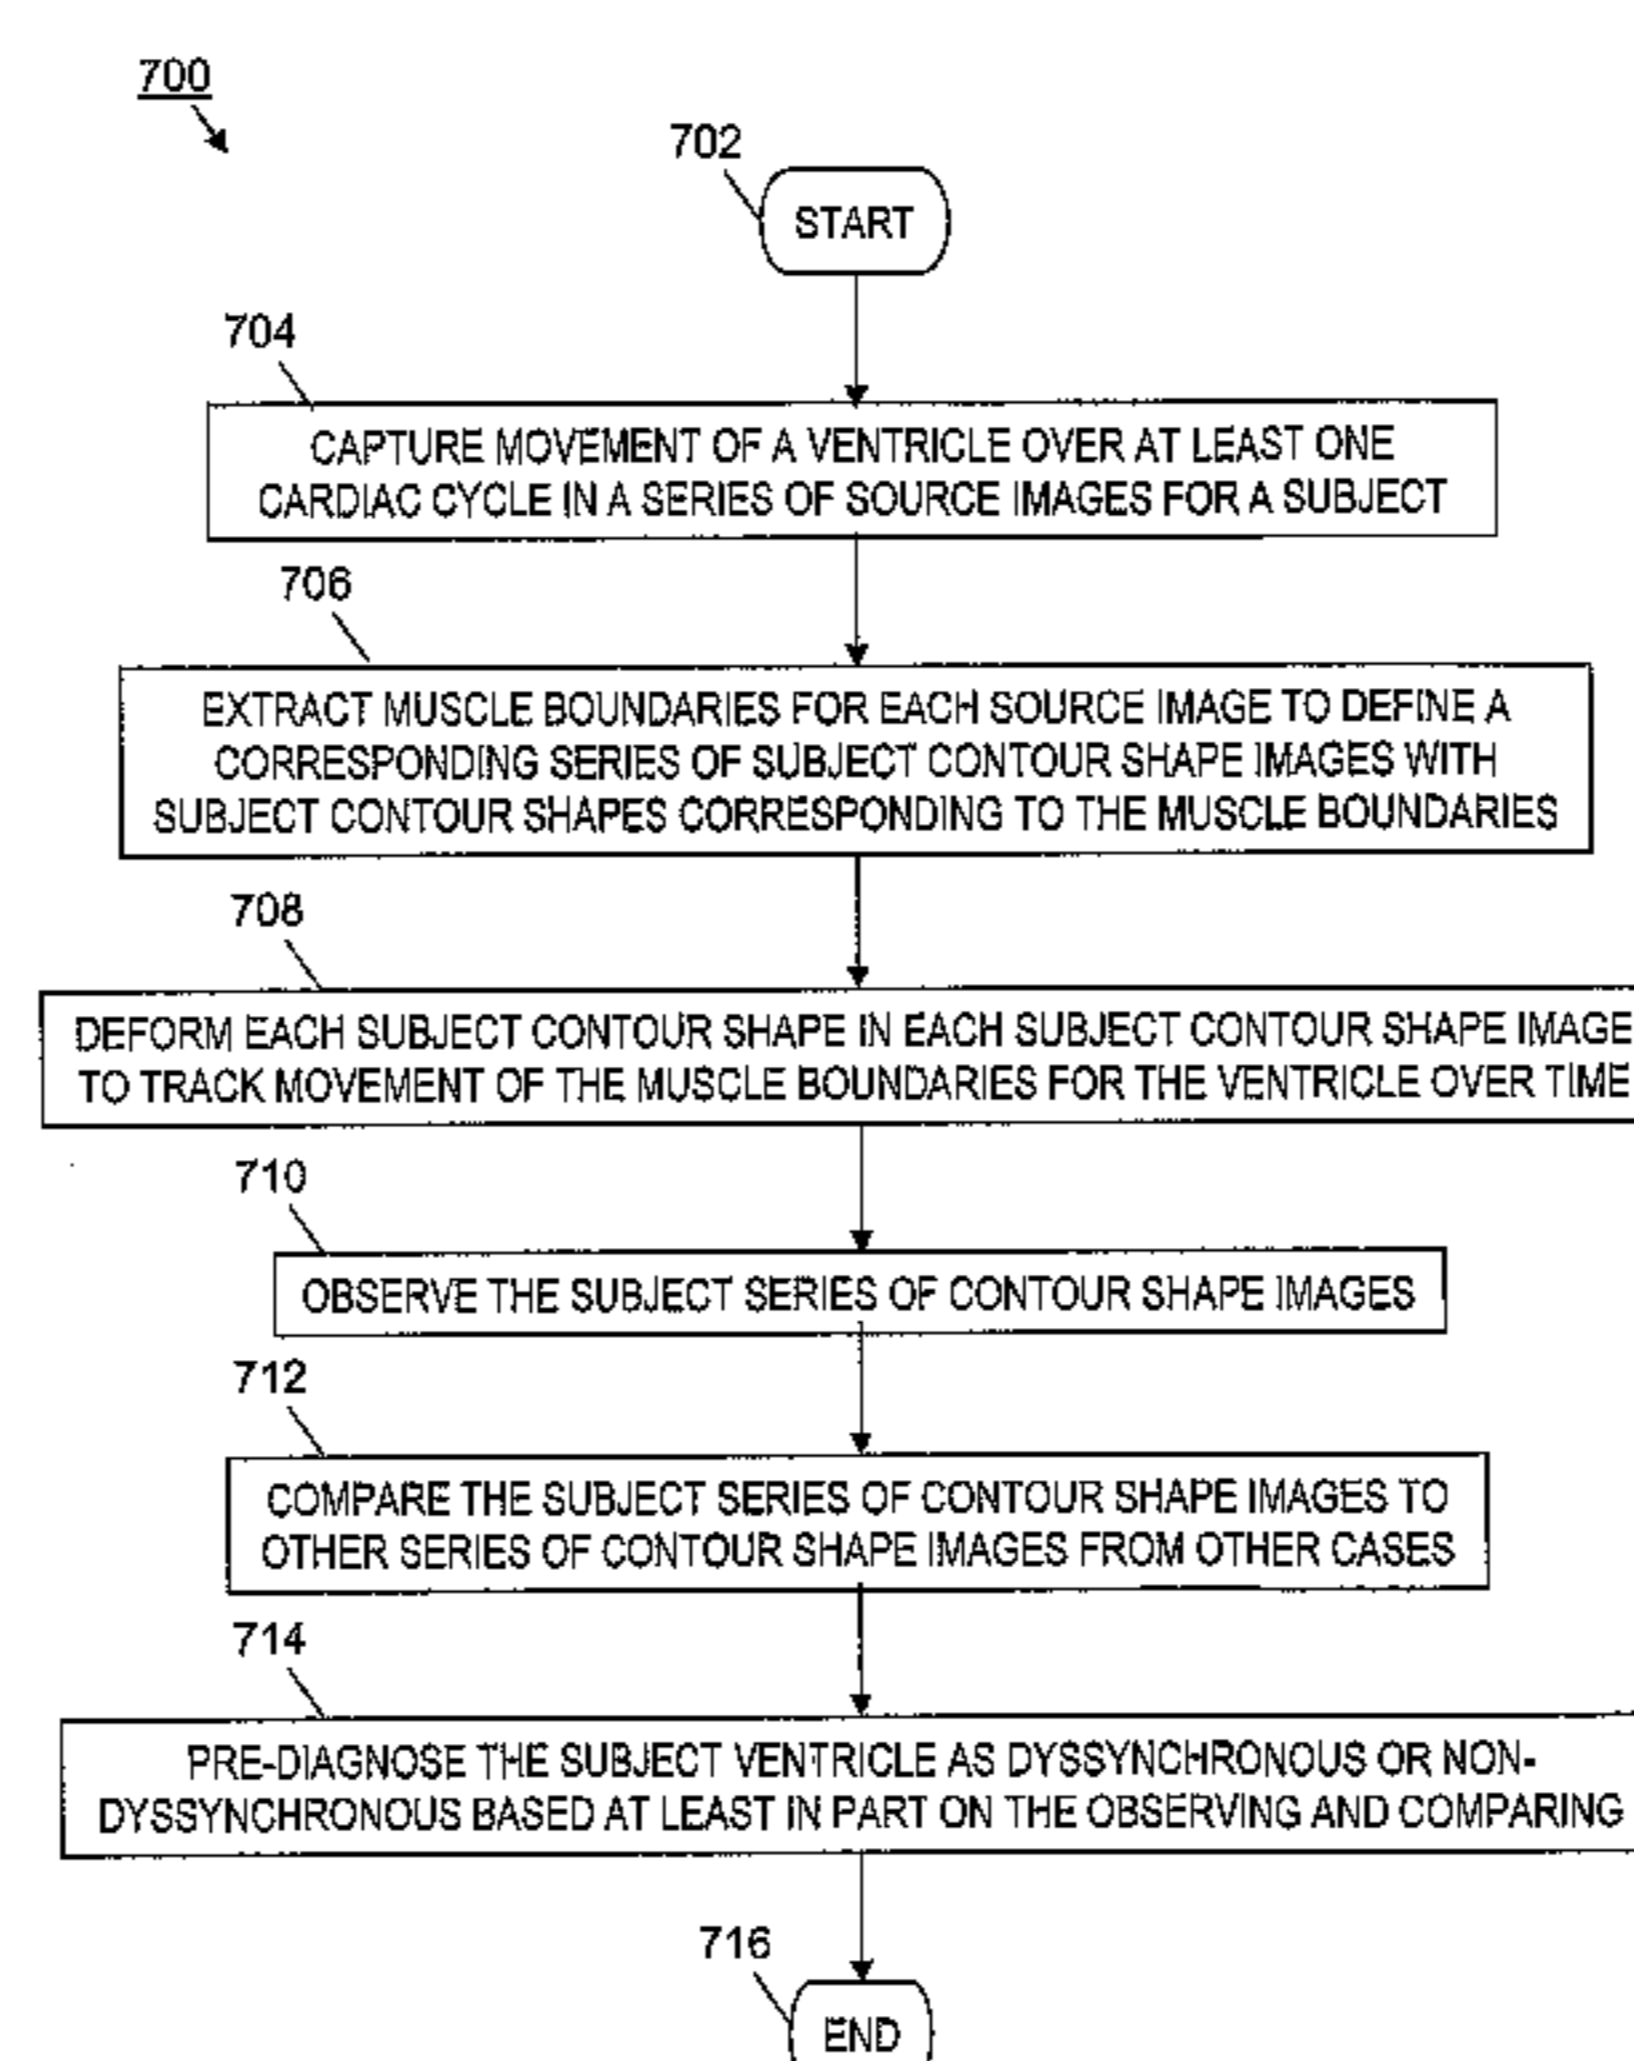 700
702
START
704
CAPTURE MOVEMENT OF A VENTRICLE OVER AT LEAST ONE
CARDIAC CYCLE IN A SERIES OF SOURCE IMAGES FOR A SUBJECT
706
EXTRACT MUSCLE BOUNDARIES FOR EACH SOURCE IMAGE TO DEFINE A
CORRESPONDING SERIES OF SUBJECT CONTOUR SHAPE IMAGES WITH
SUBJECT CONTOUR SHAPES CORRESPONDING TO THE MUSCLE BOUNDARIES
708
DEFORM EACH SUBJECT CONTOUR SHAPE IN EACH SUBJECT CONTOUR SHAPE IMAGE
TO TRACK MOVEMENT OF THE MUSCLE BOUNDARIES FOR THE VENTRICLE OVER TIME
710
OBSERVE THE SUBJECT SERIES OF CONTOUR SHAPE IMAGES
712
COMPARE THE SUBJECT SERIES OF CONTOUR SHAPE IMAGES TO
OTHER SERIES OF CONTOUR SHAPE IMAGES FROM OTHER CASES
714
PRE-DIAGNOSE THE SUBJECT VENTRICLE AS DYSSYNCHRONOUS OR NON-
DYSSYNCHRONOUS BASED AT LEAST IN PART ON THE OBSERVING AND COMPARING
716
END